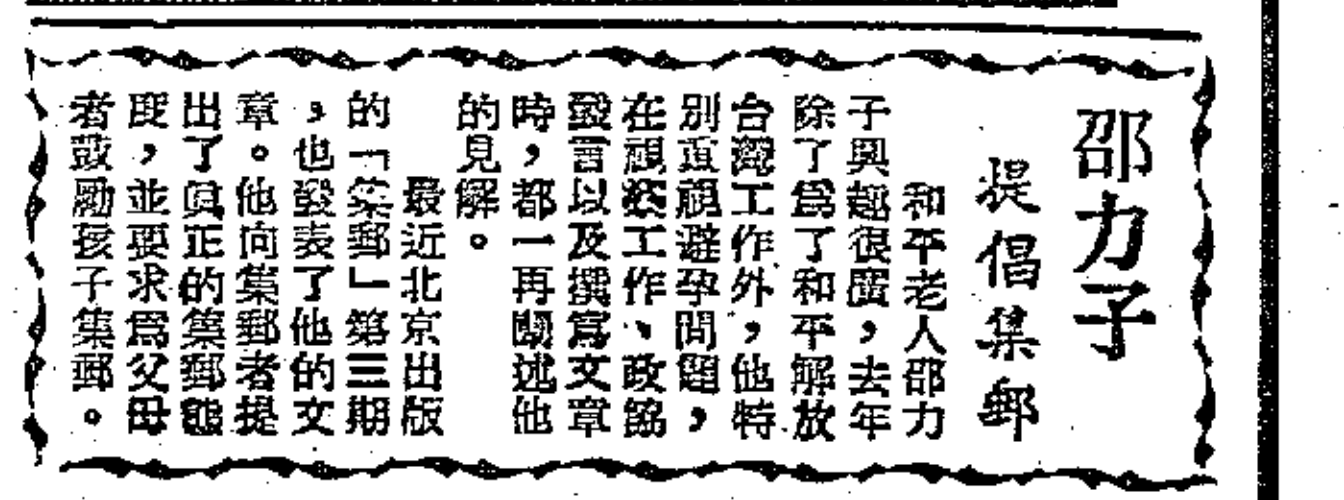 邵力子
提倡集郵
和平老人邵力
子興趣很廣，去年
除了爲了和平解放
台灣工作外，他特
別重視避孕問題，
在視察工作、政協
發言以及撰寫文章
時，都一再闡述他
的見解。
最近北京出版
的「集郵」第三期
，也發表了他的文
章。他向集郵者提
出了眞正的集郵態
度，並要求爲父母
者鼓勵孩子集郵。